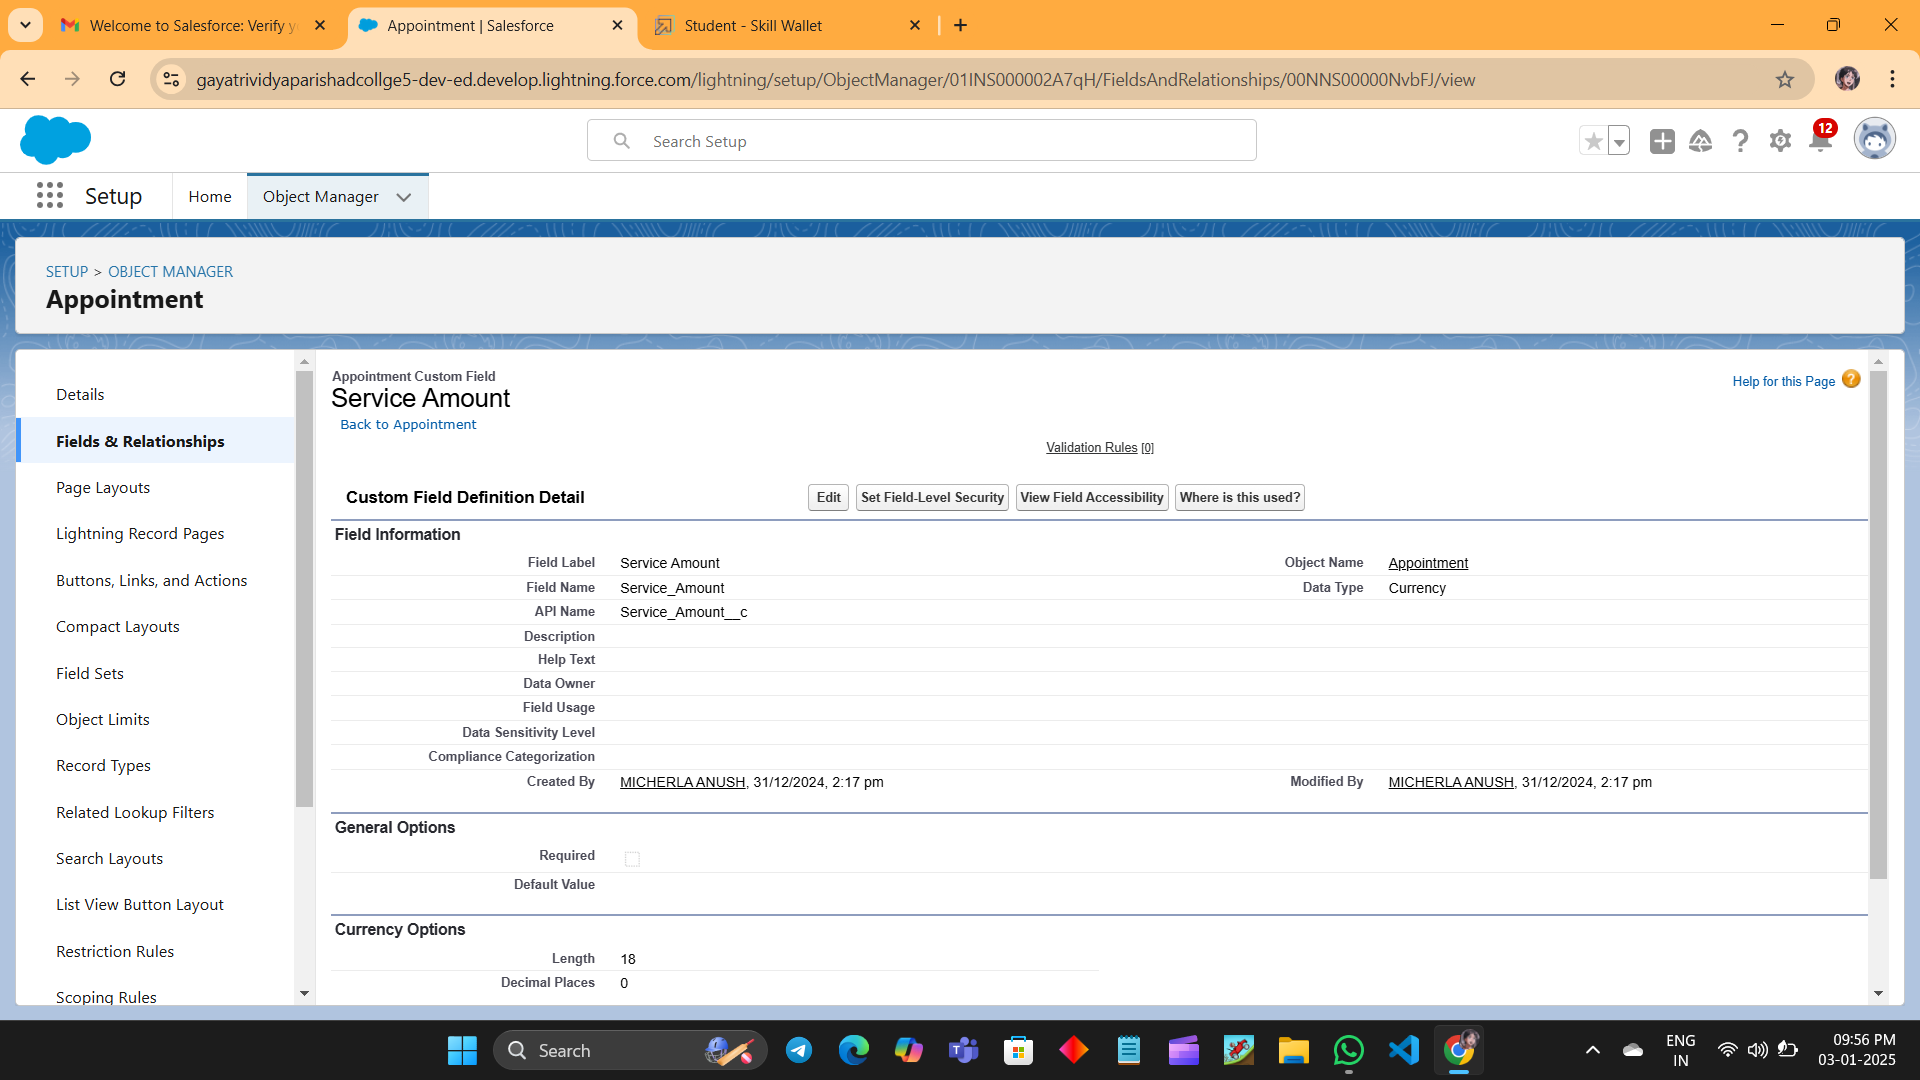 Welcome to Salesforce: Verify y
Appointment | Salesforce
Student - Skill Wallet
gayatrividyaparishadcollge5-dev-ed.develop.lightning.force.com/lightning/setup/ObjectManager/01INS000002A7qH/FieldsAndRelationships/00NNS00000NvbFJ/view
Search Setup
12
Setup
Home
Object Manager
SETUP > OBJECT MANAGER
Appointment
Details
Fields & Relationships
Page Layouts
Lightning Record Pages
Buttons, Links, and Actions
Compact Layouts
Field Sets
Object Limits
Record Types
Related Lookup Filters
Search Layouts
List View Button Layout
Restriction Rules
Scoping Rules
Appointment Custom Field
Service Amount
Back to Appointment
Help for this Page
Validation Rules [0]
Custom Field Definition Detail
Edit
Set Field-Level Security
View Field Accessibility
Where is this used?
Field Information
Field Label Service Amount Object Name Appointment
Field Name Service_Amount Data Type Currency
API Name Service_Amount__c
Description
Help Text
Data Owner
Field Usage
Data Sensitivity Level
Compliance Categorization
Created By MICHERLA ANUSH, 31/12/2024, 2:17 pm Modified By MICHERLA ANUSH, 31/12/2024, 2:17 pm
General Options
Required
Default Value
Currency Options
Length 18
Decimal Places 0
Search
ENG
IN
09:56 PM
03-01-2025